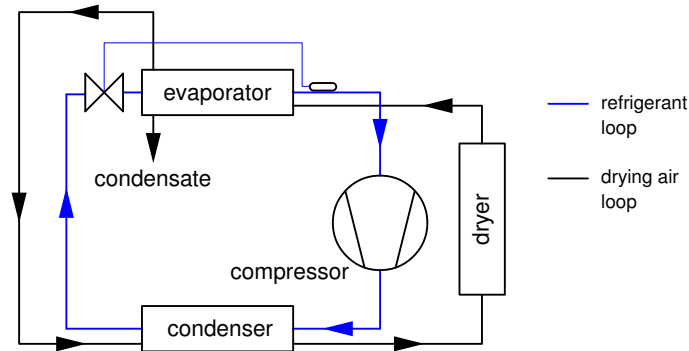 evaporator
refrigerant
loop
condensate
drying air
loop
dryer
compressor
condenser